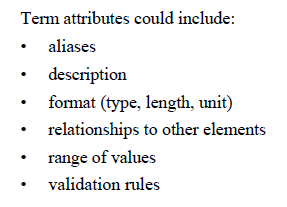 Term attributes could include:
• aliases
• description
• format (type, length, unit)
• relationships to other elements
• range of values
• validation rules